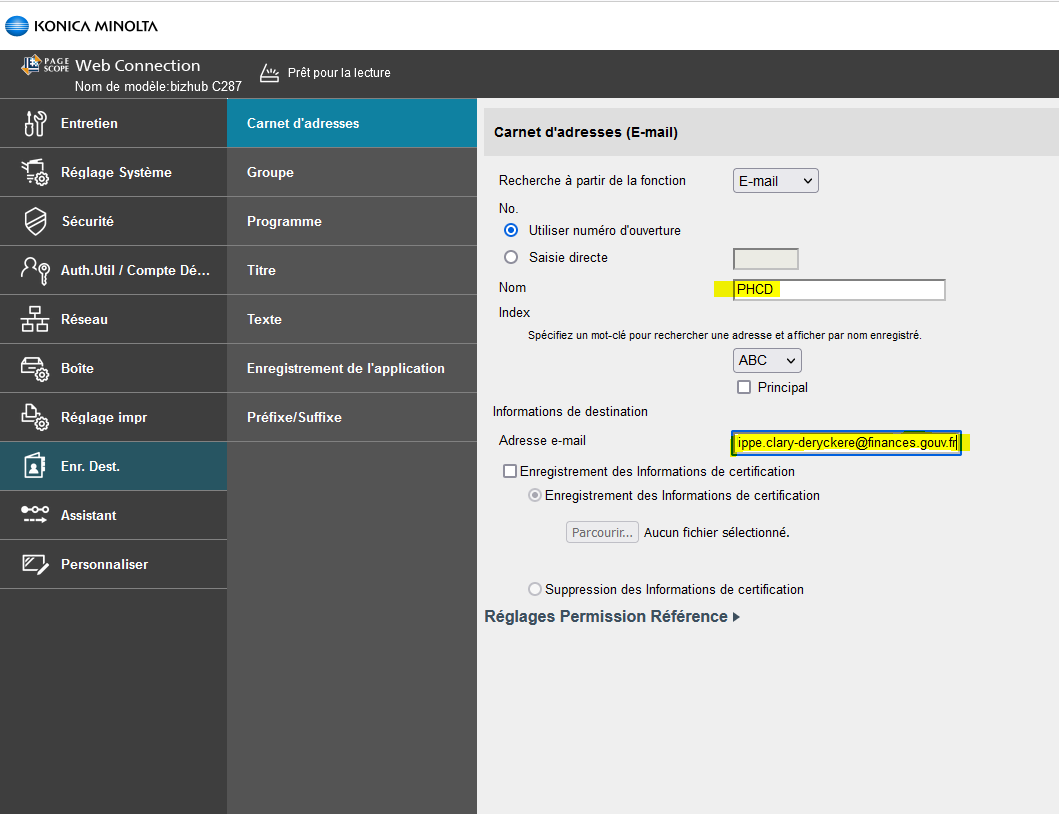 KONICA MINOLTA
PAGE SCOPE Web Connection
Nom de modèle:bizhub C287
Prêt pour la lecture
Entretien
Réglage Système
Sécurité
Auth.Util / Compte Dé...
Réseau
Boîte
Réglage impr
Enr. Dest.
Assistant
Personnaliser
Carnet d'adresses
Groupe
Programme
Titre
Texte
Enregistrement de l'application
Préfixe/Suffixe
Carnet d'adresses (E-mail)
Recherche à partir de la fonction E-mail
No.
Utiliser numéro d'ouverture
Saisie directe
Nom PHCD
Index
Spécifiez un mot-clé pour rechercher une adresse et afficher par nom enregistré.
ABC
Principal
Informations de destination
Adresse e-mail ippe.clary-deryckere@finances.gouv.fr
Enregistrement des Informations de certification
Enregistrement des Informations de certification
Parcourir... Aucun fichier sélectionné.
Suppression des Informations de certification
Réglages Permission Référence